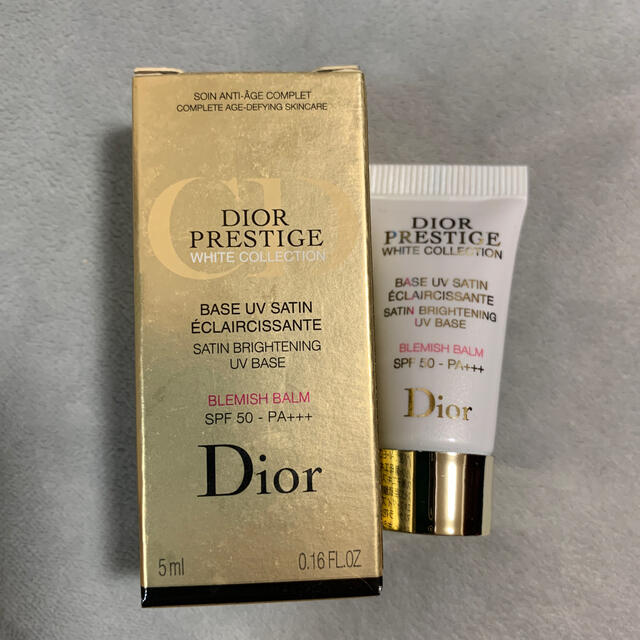 SOIN ANTI-ÂGE COMPLET
COMPLETE AGE-DEFYING SKINCARE
CD
DIOR
PRESTIGE
WHITE COLLECTION
BASE UV SATIN
ÉCLAIRCISSANTE
SATIN BRIGHTENING
UV BASE
BLEMISH BALM
SPF 50 - PA+++
Dior
5 ml
0.16 FL.OZ
DIOR
PRESTIGE
WHITE COLLECTION
BASE UV SATIN
ÉCLAIRCISSANTE
SATIN BRIGHTENING
UV BASE
BLEMISH BALM
SPF 50 - PA+++
Dior